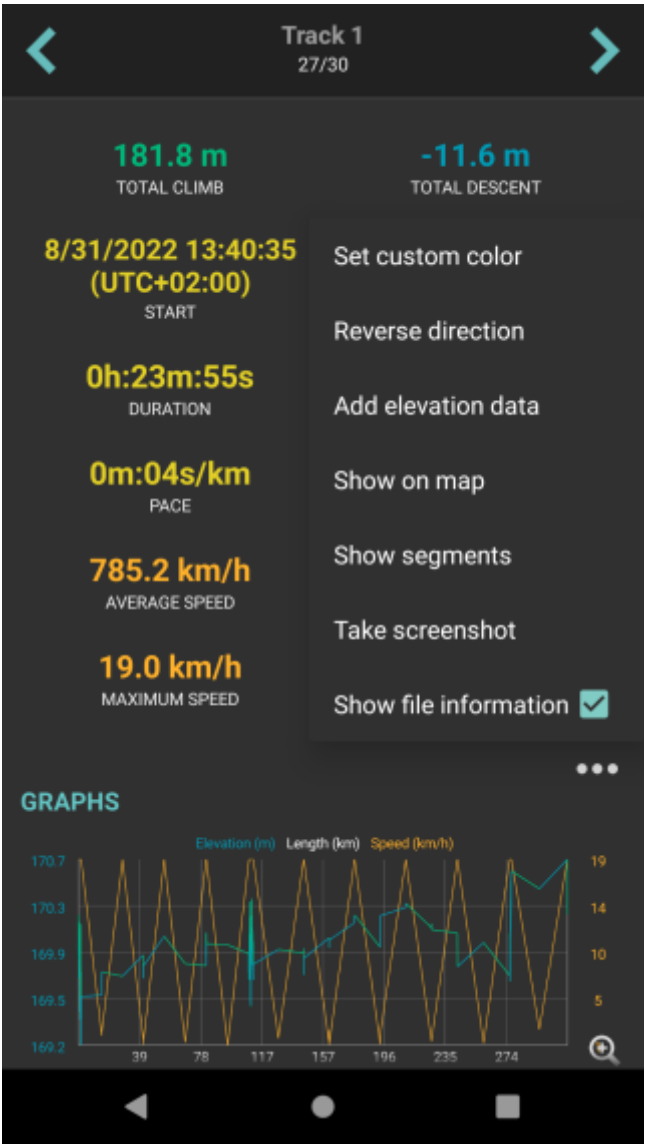 Track 1
27/30
181.8 m
TOTAL CLIMB
-11.6 m
TOTAL DESCENT
8/31/2022 13:40:35
(UTC+02:00)
START
0h:23m:55s
DURATION
0m:04s/km
PACE
785.2 km/h
AVERAGE SPEED
19.0 km/h
MAXIMUM SPEED
Set custom color
Reverse direction
Add elevation data
Show on map
Show segments
Take screenshot
Show file information
GRAPHS
Elevation (m) Length (km) Speed (km/h)
170.7
170.3
169.9
169.5
169.2
19
14
10
5
39 78 117 157 196 235 274